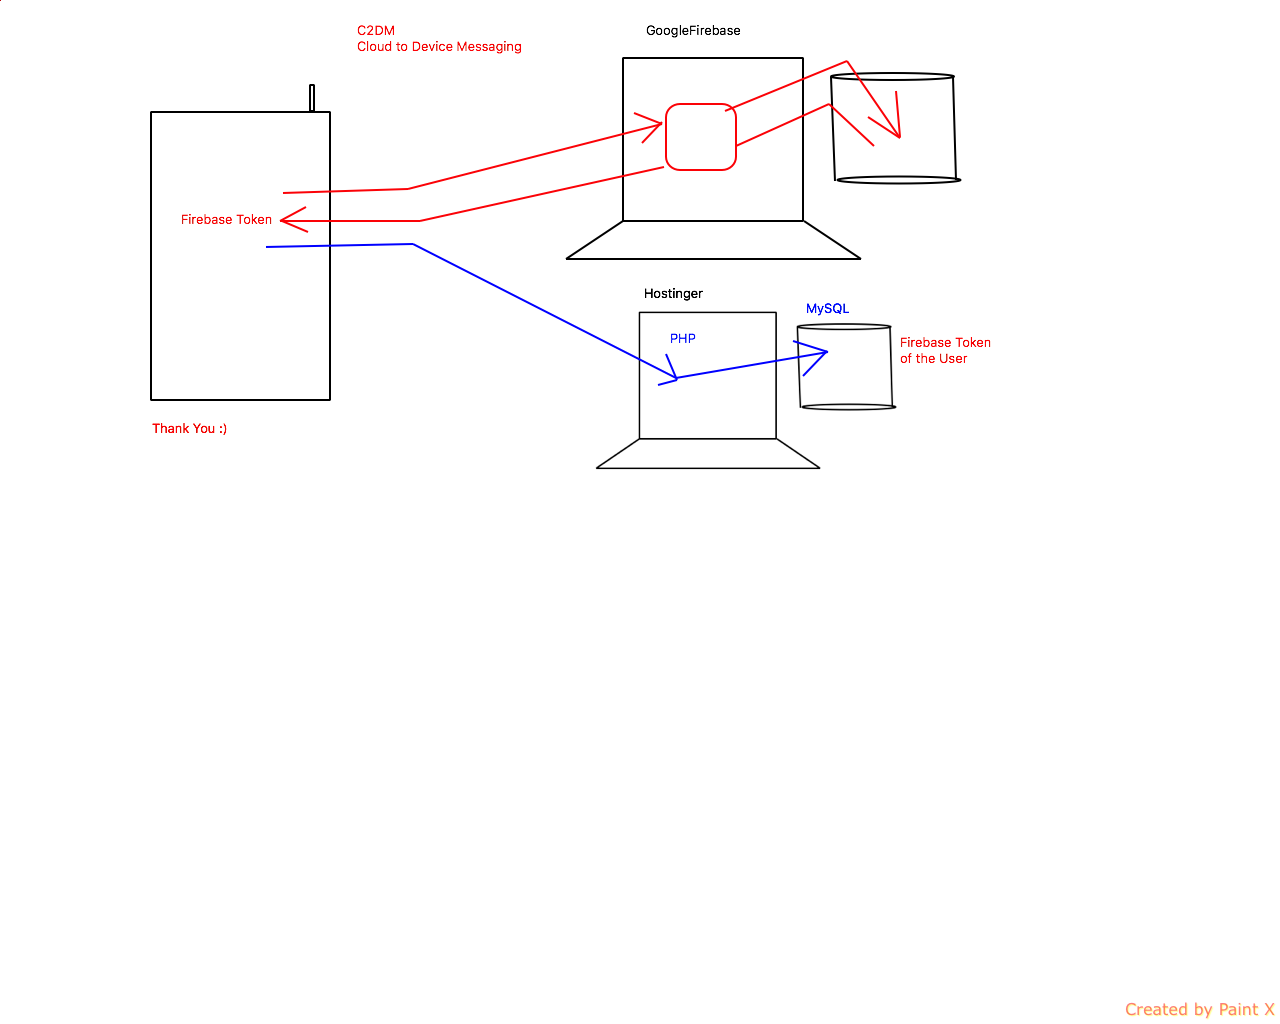 C2DM
Cloud to Device Messaging
GoogleFirebase
Firebase Token
Hostinger
MySQL
PHP
Firebase Token
of the User
Thank You :)
Created by Paint X